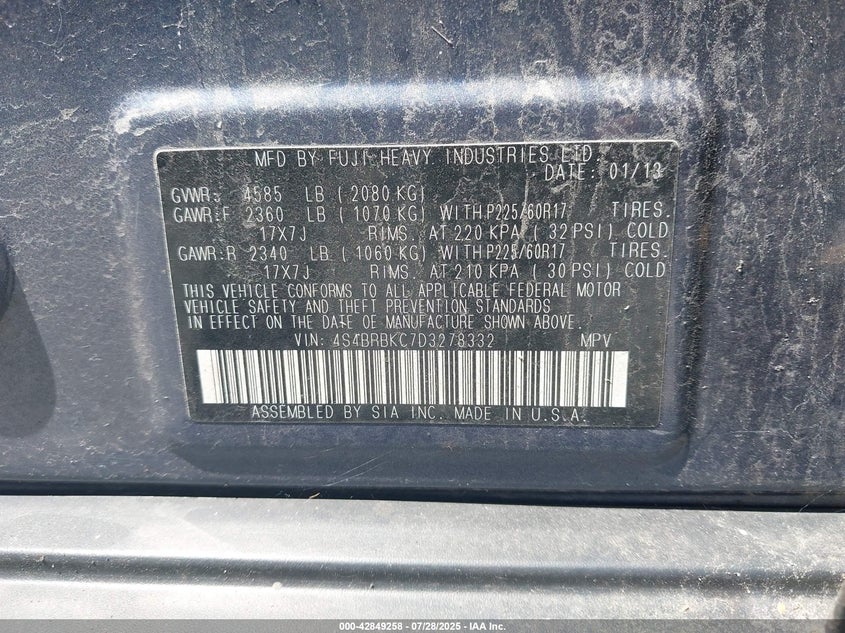 MFD BY FUJI HEAVY INDUSTRIES LTD.
DATE: 01/13
GVWR: 4585 LB ( 2080 KG)
GAWR:F 2360 LB ( 1070 KG) WITH P225/60R17 TIRES.
17X7J RIMS. AT 220 KPA ( 32 PSI) COLD
GAWR:R 2340 LB ( 1060 KG) WITH P225/60R17 TIRES.
17X7J RIMS. AT 210 KPA ( 30 PSI) COLD
THIS VEHICLE CONFORMS TO ALL APPLICABLE FEDERAL MOTOR
VEHICLE SAFETY AND THEFT PREVENTION STANDARDS
IN EFFECT ON THE DATE OF MANUFACTURE SHOWN ABOVE.
VIN: 4S4BRBKC7D3278332 MPV
ASSEMBLED BY SIA INC. MADE IN U.S.A.
000-42849258 - 07/28/2025 - IAA Inc.